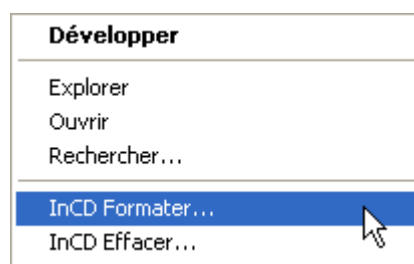 Développer
Explorer
Ouvrir
Rechercher...
InCD Formater...
InCD Effacer...